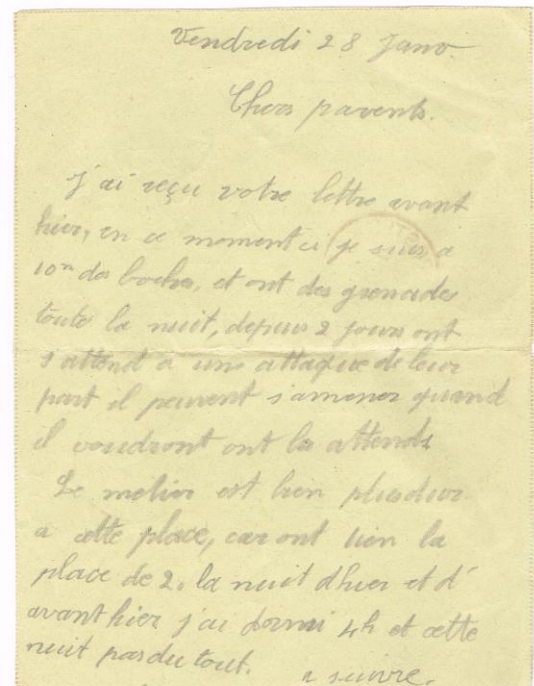 Vendredi 28 Janv.
Chers parents.
J'ai reçu votre lettre avant
hier, en ce moment ci je suis a
10m des boches, et ont des grenades
toute la nuit, depuis 2 jours ont
s'attend a une attaque de leur
part il peuvent s'amener quand
il voudront ont les attends
Le metier est bien plus dur
a cette place, car ont tien la
place de 2. la nuit d'hier et d'
avant hier j'ai dormi 4h et cette
nuit pas du tout. a suivre.